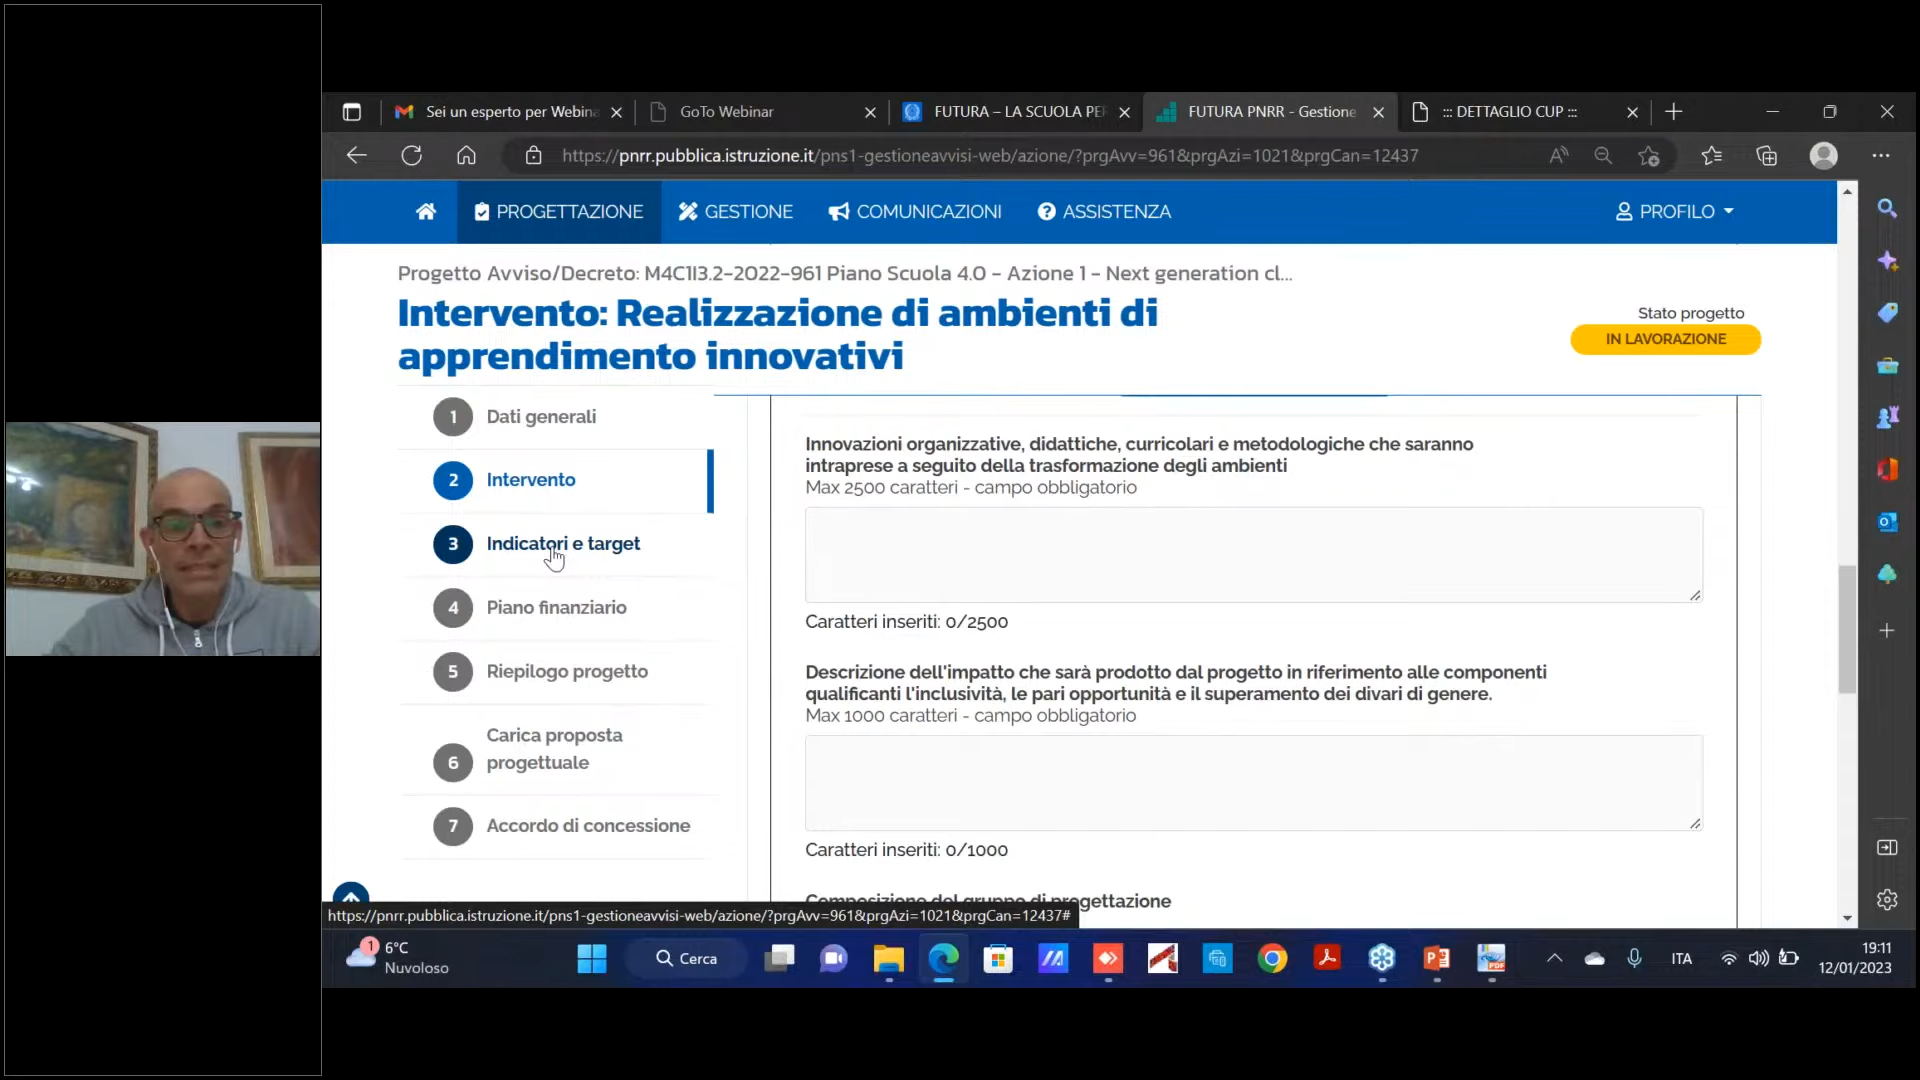 Sei un esperto per Webina
GoTo Webinar
FUTURA – LA SCUOLA PER
FUTURA PNRR - Gestione
::: DETTAGLIO CUP :::
https://pnrr.pubblica.istruzione.it/pns1-gestioneavvisi-web/azione/?prgAvv=961&prgAzi=1021&prgCan=12437
PROGETTAZIONE
GESTIONE
COMUNICAZIONI
ASSISTENZA
PROFILO
Progetto Avviso/Decreto: M4C1I3.2-2022-961 Piano Scuola 4.0 - Azione 1 - Next generation cl...
Intervento: Realizzazione di ambienti di
apprendimento innovativi
Stato progetto
IN LAVORAZIONE
1 Dati generali
2 Intervento
3 Indicatori e target
4 Piano finanziario
5 Riepilogo progetto
6 Carica proposta
progettuale
7 Accordo di concessione
Innovazioni organizzative, didattiche, curricolari e metodologiche che saranno
intraprese a seguito della trasformazione degli ambienti
Max 2500 caratteri - campo obbligatorio
Caratteri inseriti: 0/2500
Descrizione dell'impatto che sarà prodotto dal progetto in riferimento alle componenti
qualificanti l'inclusività, le pari opportunità e il superamento dei divari di genere.
Max 1000 caratteri - campo obbligatorio
Caratteri inseriti: 0/1000
Composizione del gruppo di progettazione
https://pnrr.pubblica.istruzione.it/pns1-gestioneavvisi-web/azione/?prgAvv=961&prgAzi=1021&prgCan=12437#
1
6°C
Nuvoloso
Cerca
ITA
19:11
12/01/2023